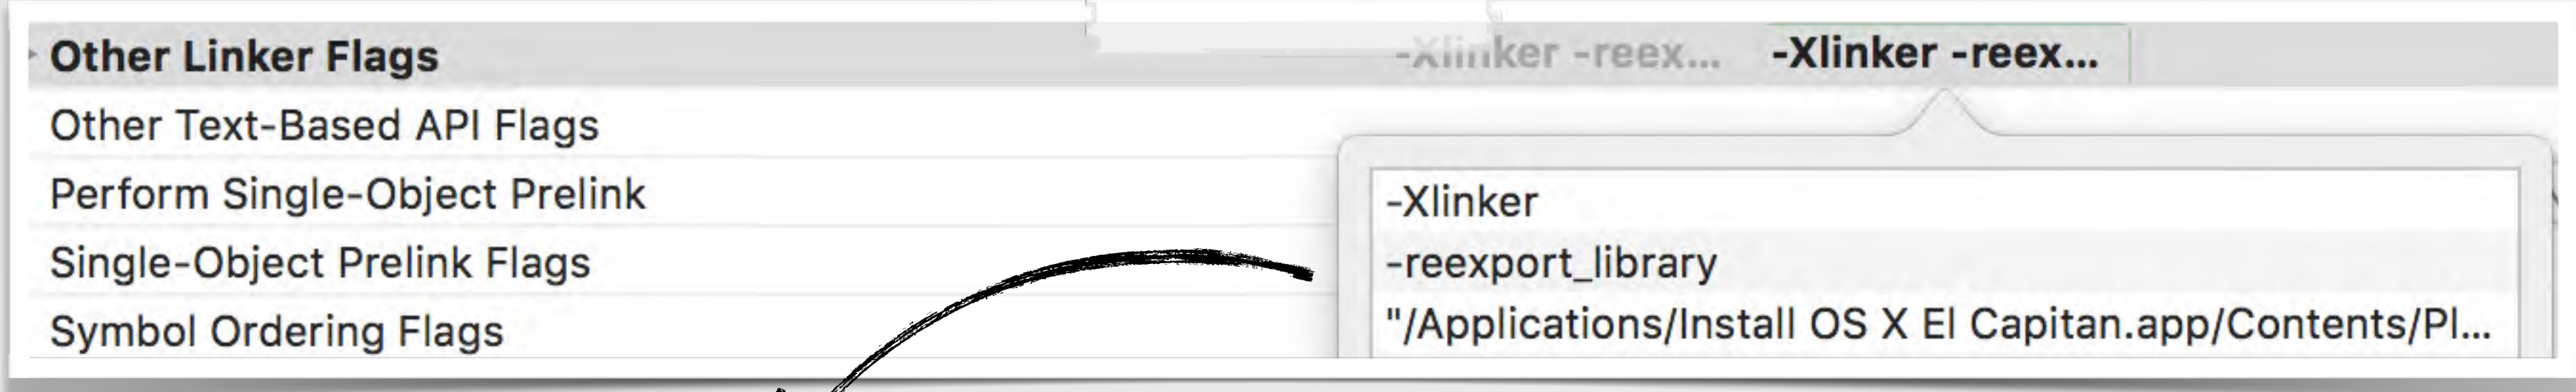 Other Linker Flags -Xlinker -reex... -Xlinker -reex...
Other Text-Based API Flags
Perform Single-Object Prelink
Single-Object Prelink Flags
Symbol Ordering Flags
-Xlinker
-reexport_library
"/Applications/Install OS X El Capitan.app/Contents/Pl...